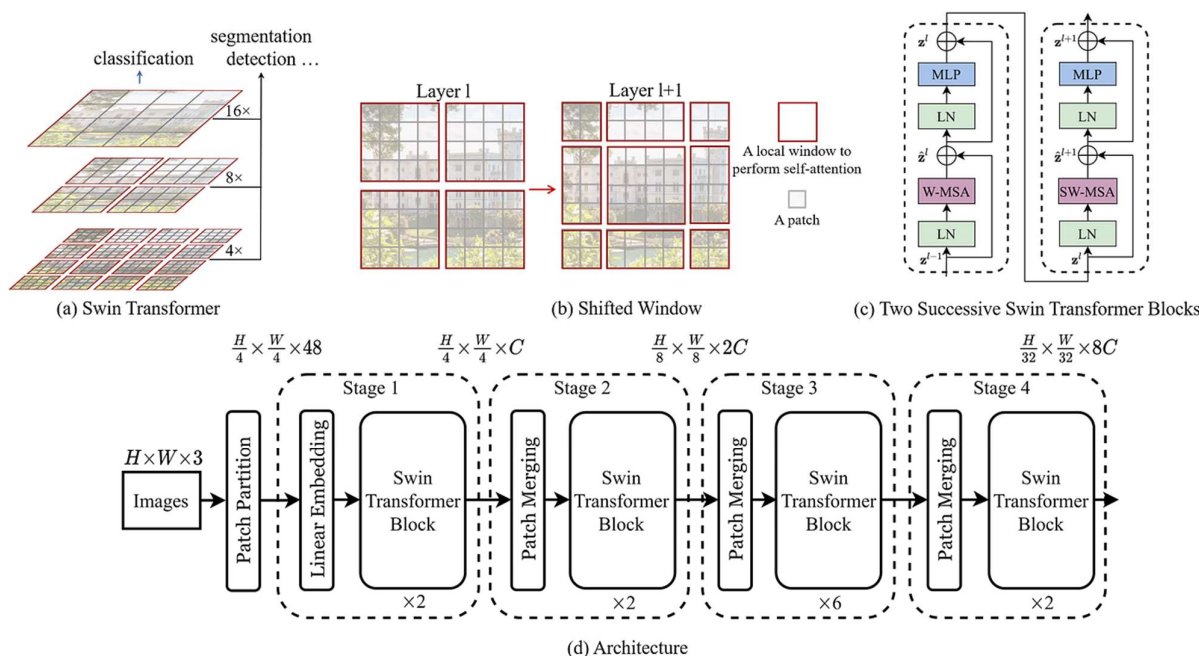 classification
segmentation
detection ...
16×
8×
4×
(a) Swin Transformer
Layer l
Layer l+1
A local window to
perform self-attention
A patch
(b) Shifted Window
z^l
MLP
LN
ẑ^l
W-MSA
LN
z^{l-1}
z^{l+1}
MLP
LN
ẑ^{l+1}
SW-MSA
LN
z^l
(c) Two Successive Swin Transformer Blocks
H/4 × W/4 × 48
H/4 × W/4 × C
H/8 × W/8 × 2C
H/32 × W/32 × 8C
Stage 1
Stage 2
Stage 3
Stage 4
H×W×3
Images
Patch Partition
Linear Embedding
Swin
Transformer
Block
×2
Patch Merging
Swin
Transformer
Block
×2
Patch Merging
Swin
Transformer
Block
×6
Patch Merging
Swin
Transformer
Block
×2
(d) Architecture